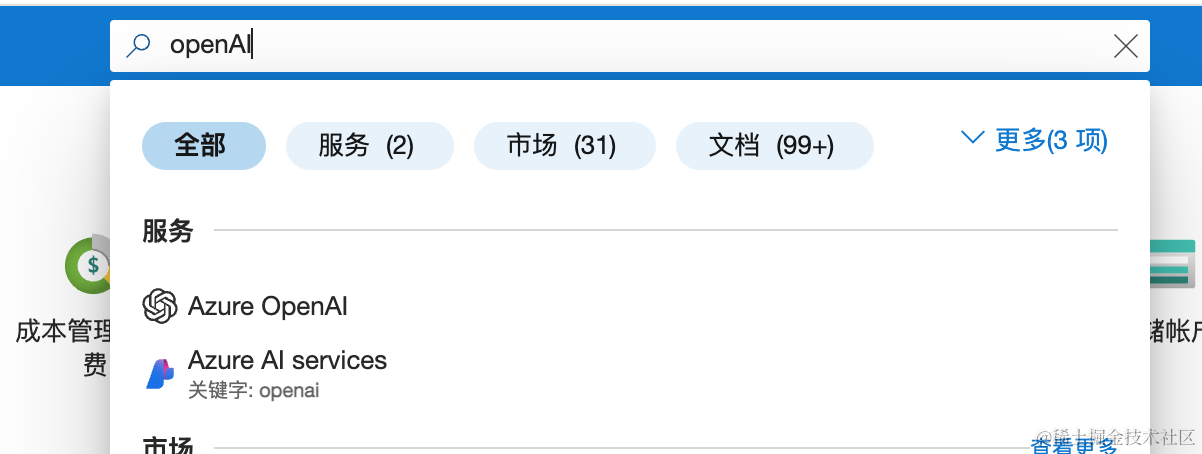 openAI
全部
服务 (2)
市场 (31)
文档 (99+)
更多(3 项)
服务
$
Azure OpenAI
成本管理
费
储帐户
Azure AI services
关键字: openai
市场
查看更多
@稀土掘金技术社区